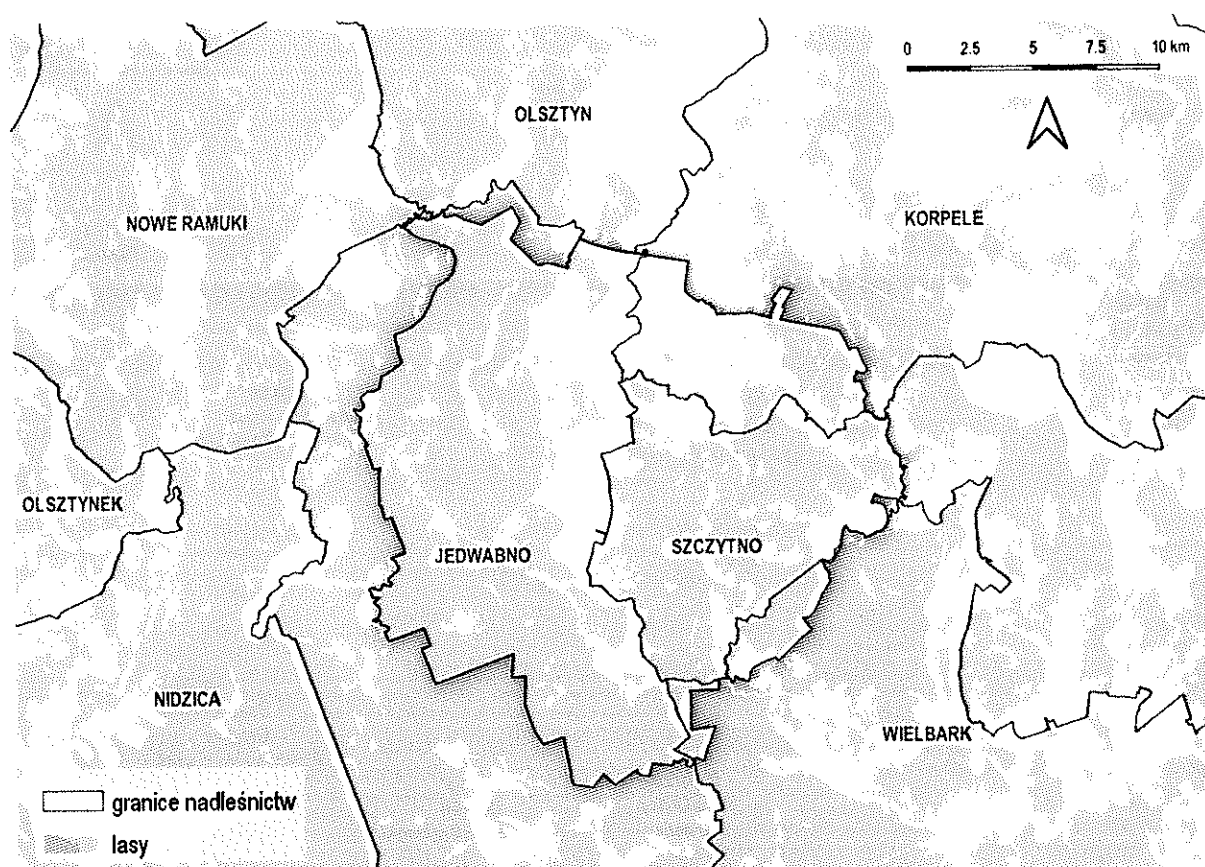 0 2.5 5 7.5 10 km
OLSZTYN
NOWE RAMUKI
KORPELE
OLSZTYNEK
JEDWABNO
SZCZYTNO
NIDZICA
WIELBARK
granice nadleśnictw
lasy